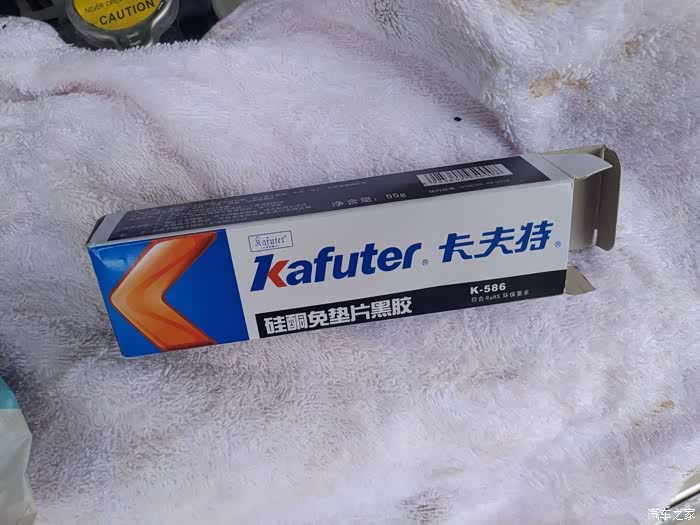 NEVER OPEN
CAUTION
净含量: 55g
Kafuter
Kafuter® 卡夫特®
K-586
硅酮免垫片黑胶
符合RoHS环保要求
汽车之家